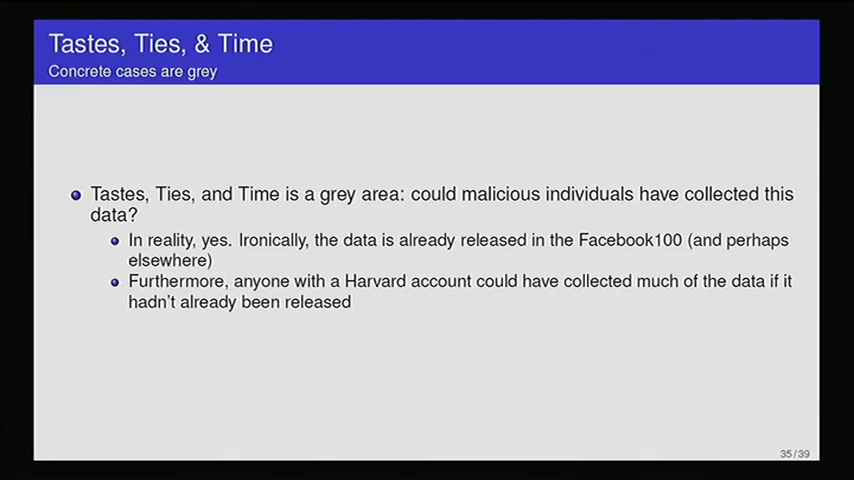 Tastes, Ties, & Time
Concrete cases are grey
Tastes, Ties, and Time is a grey area: could malicious individuals have collected this
data?
In reality, yes. Ironically, the data is already released in the Facebook100 (and perhaps
elsewhere)
Furthermore, anyone with a Harvard account could have collected much of the data if it
hadn't already been released
35/39